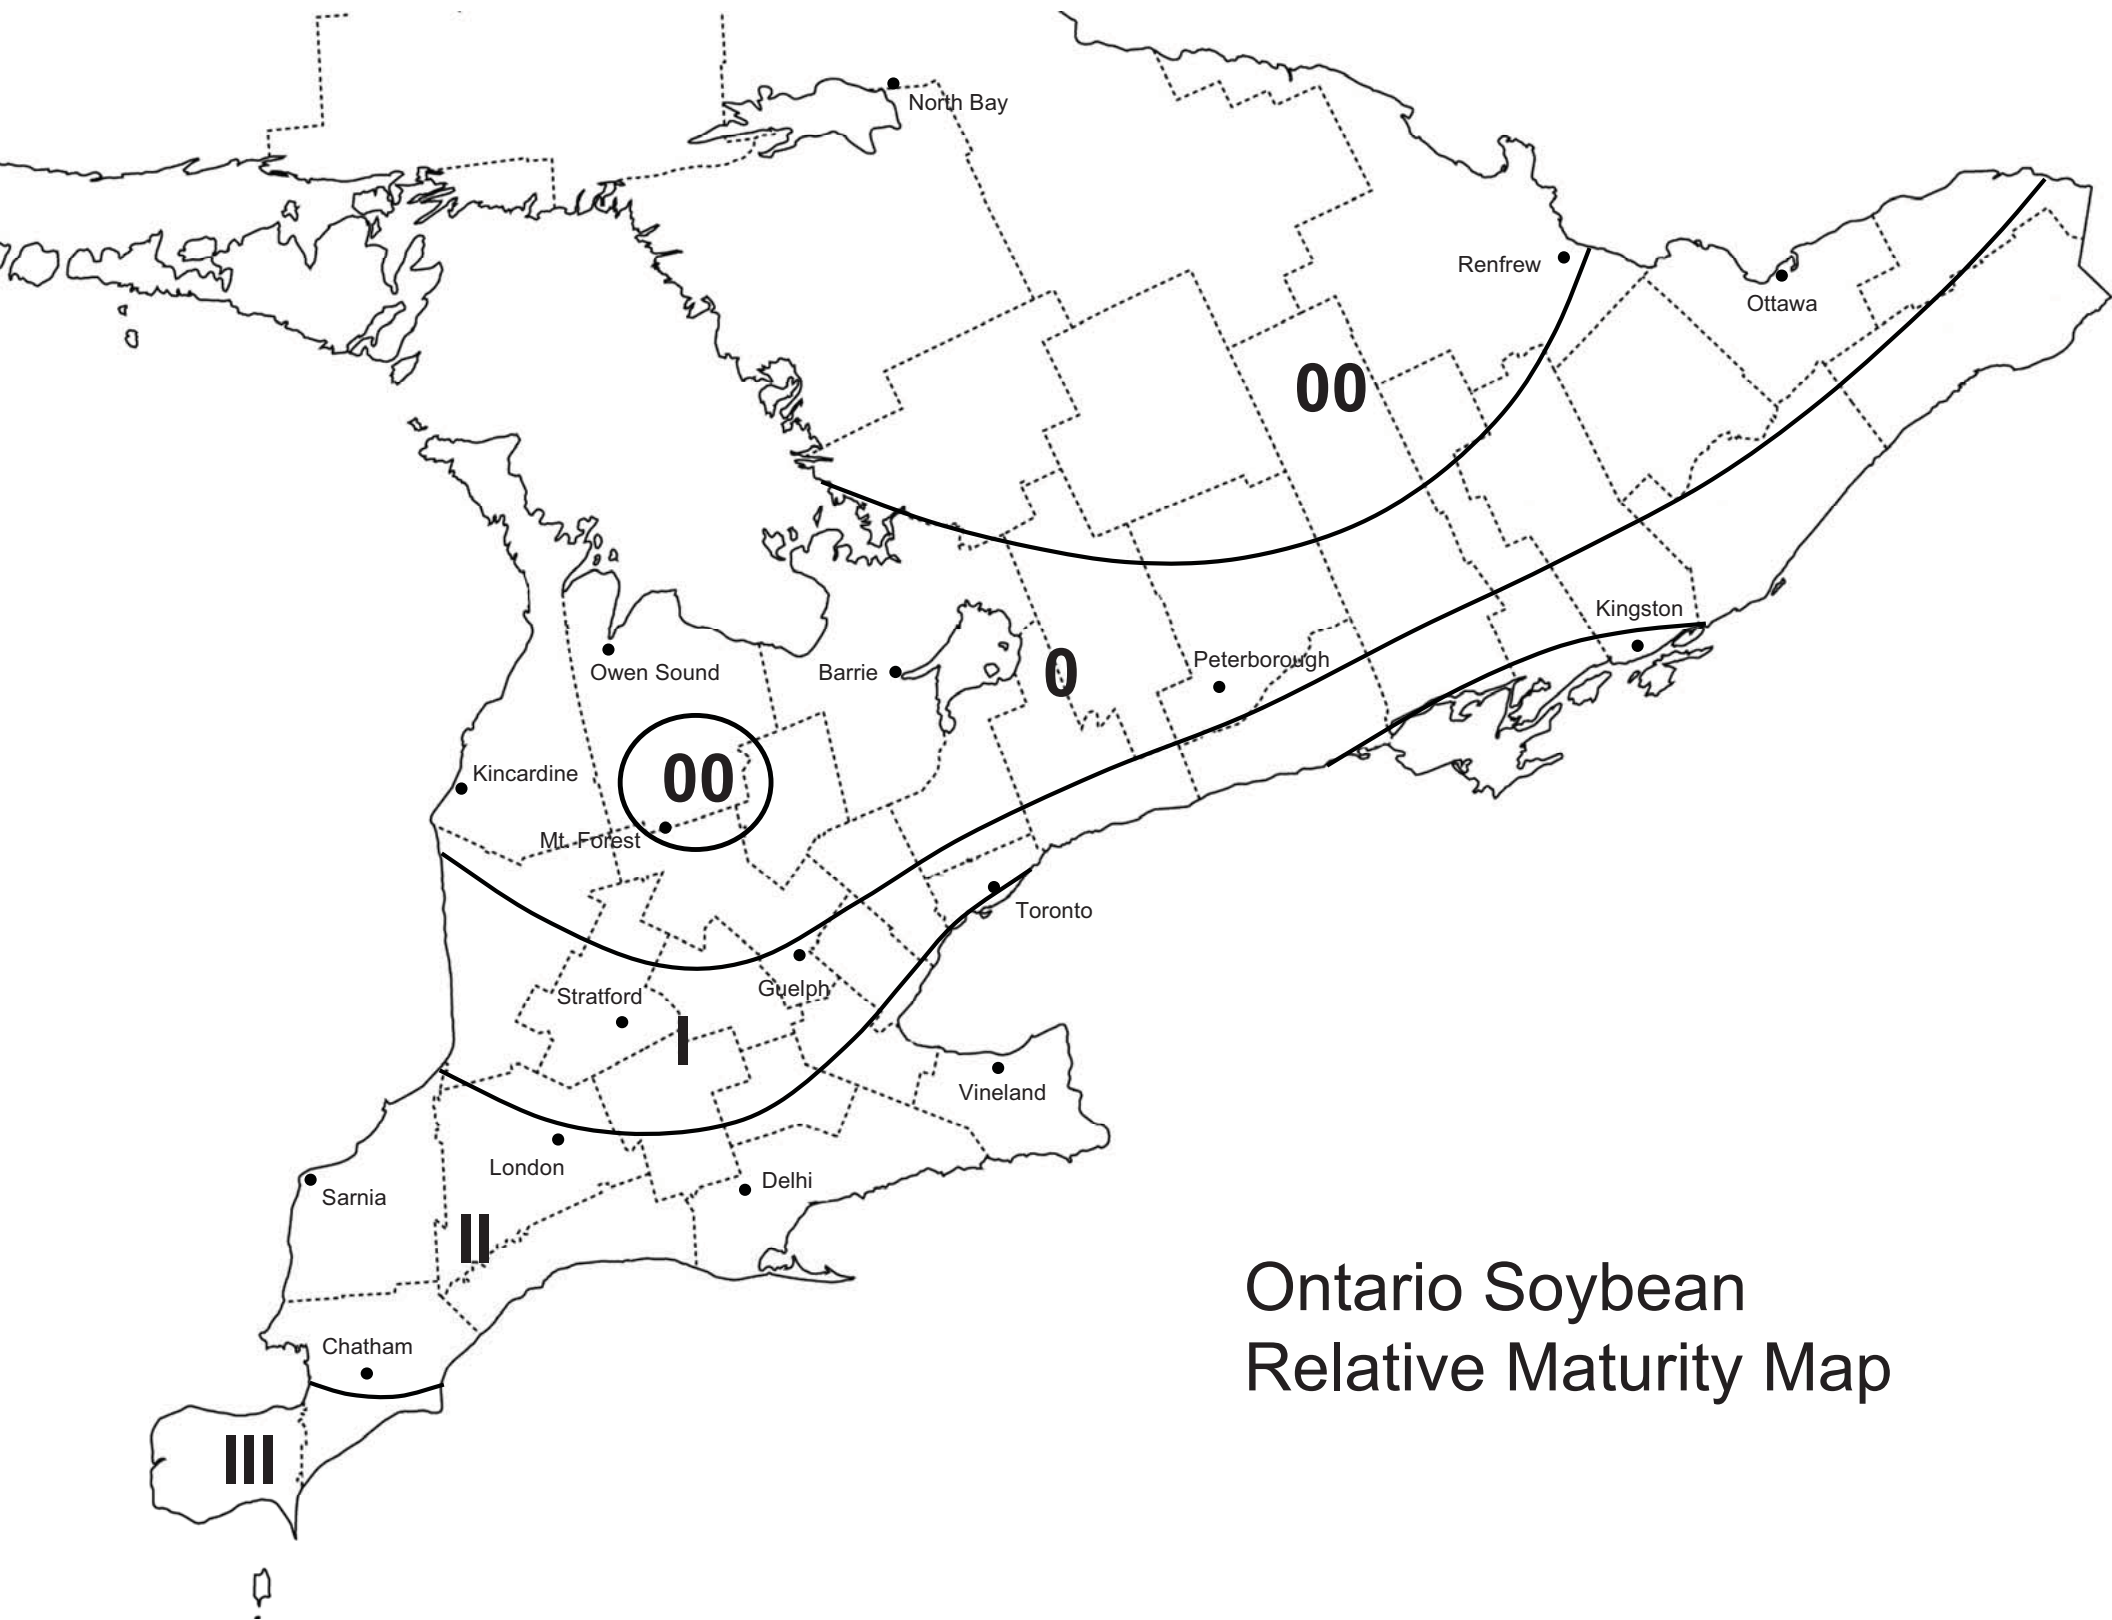 North Bay
Renfrew
Ottawa
00
Kingston
Owen Sound
Barrie
0
Peterborough
Kincardine
00
Mt. Forest
Toronto
Guelph
Stratford
I
Vineland
London
Delhi
Sarnia
II
Ontario Soybean
Relative Maturity Map
Chatham
III